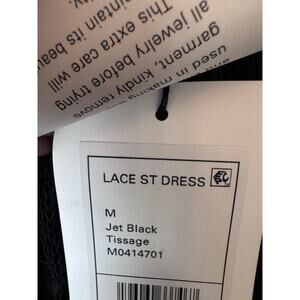 used in making
garment, kindly remove
all jewelry before trying
This extra care will
its
LACE ST DRESS
M
Jet Black
Tissage
M0414701